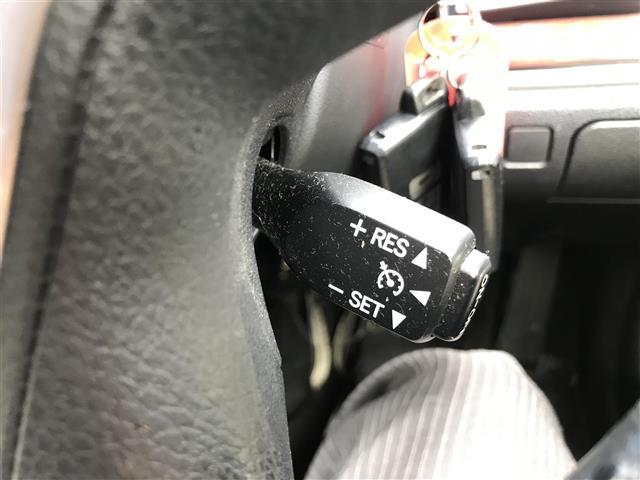 + RES ▲
◄
- SET ▼